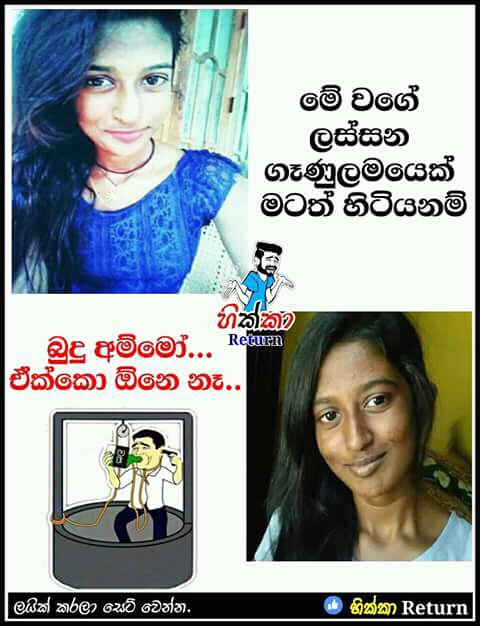 මේ වගේ
ලස්සන
ගෑණුලමයෙක්
මටත් හිටියනම්
හික්කා
Return
බුදු අම්මෝ...
ඒක්කො ඕනෙ නෑ..
ලයික් කරලා සෙට් වෙන්න.
හික්කා Return